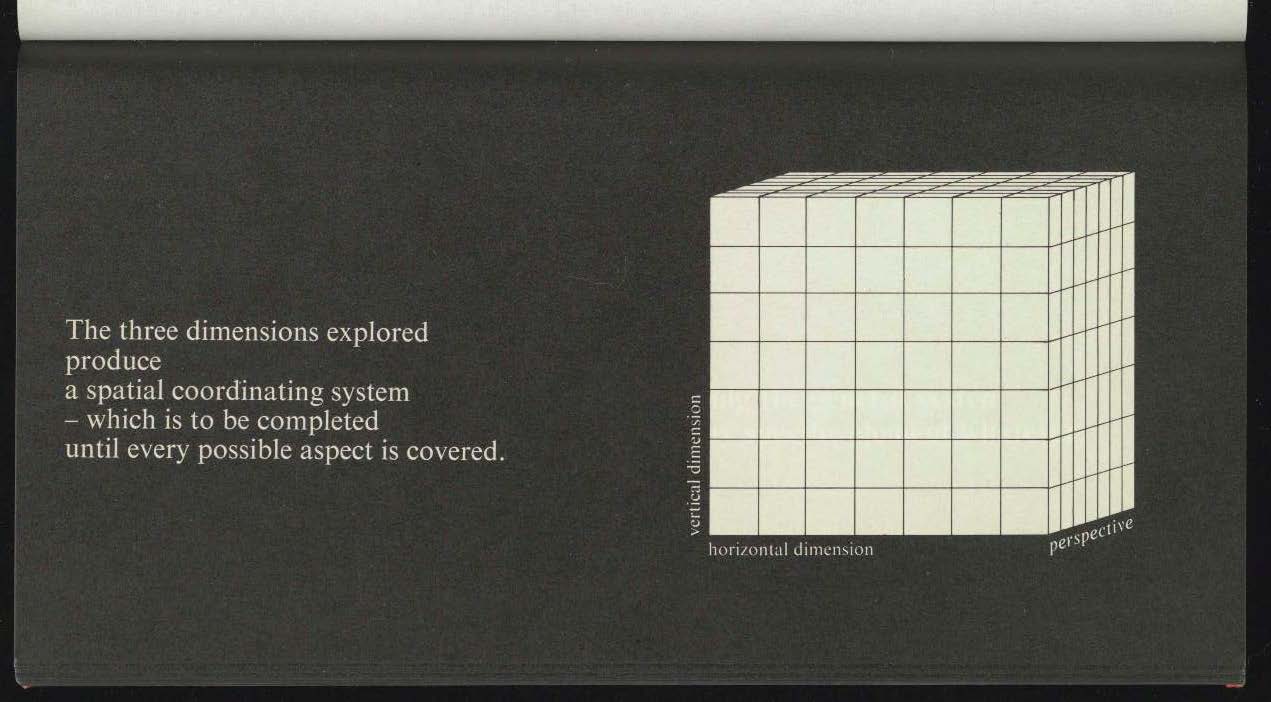 The three dimensions explored
produce
a spatial coordinating system
– which is to be completed
until every possible aspect is covered.
vertical dimension
horizontal dimension
perspective